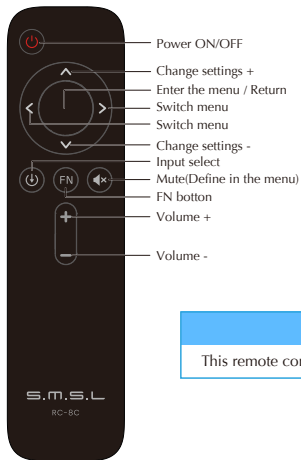 Power ON/OFF
Change settings +
Enter the menu / Return
Switch menu
Switch menu
Change settings -
Input select
Mute(Define in the menu)
FN
FN botton
Volume +
Volume -
This remote con
S.M.S.L
RC-8C